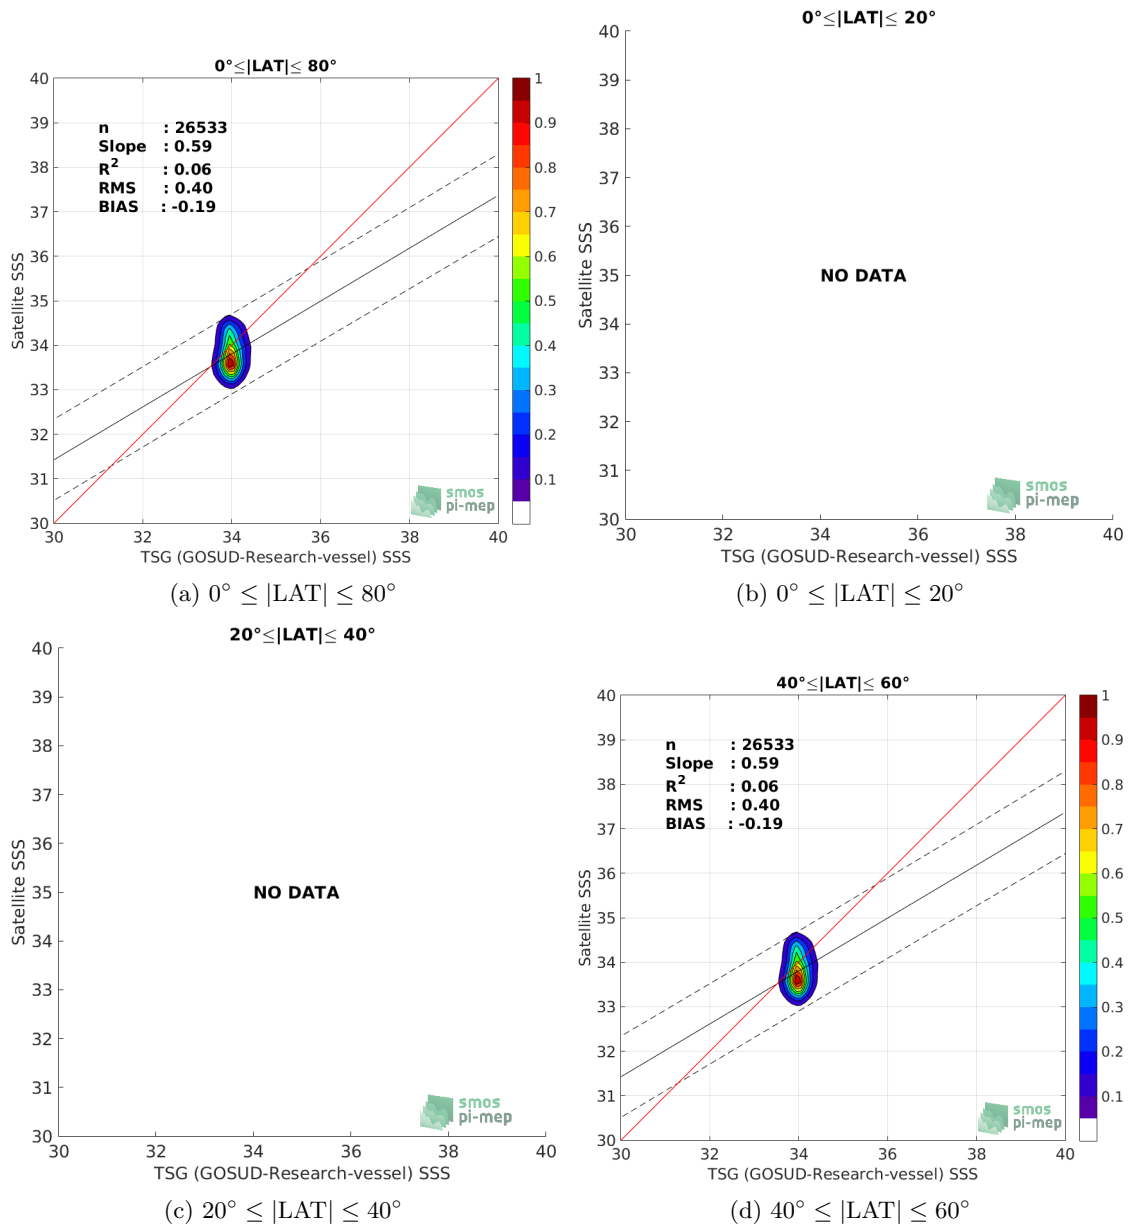 0°≤|LAT|≤ 80°
40
39
38
37
36
35
34
33
32
31
30
Satellite SSS
n : 26533
Slope : 0.59
R2 : 0.06
RMS : 0.40
BIAS : -0.19
1
0.9
0.8
0.7
0.6
0.5
0.4
0.3
0.2
0.1
smos
pi-mep
30 32 34 36 38 40
TSG (GOSUD-Research-vessel) SSS
(a) 0° ≤ |LAT| ≤ 80°
0°≤|LAT|≤ 20°
40
39
38
37
36
35
34
33
32
31
30
Satellite SSS
NO DATA
smos
pi-mep
30 32 34 36 38 40
TSG (GOSUD-Research-vessel) SSS
(b) 0° ≤ |LAT| ≤ 20°
20°≤|LAT|≤ 40°
40
39
38
37
36
35
34
33
32
31
30
Satellite SSS
NO DATA
smos
pi-mep
30 32 34 36 38 40
TSG (GOSUD-Research-vessel) SSS
(c) 20° ≤ |LAT| ≤ 40°
40°≤|LAT|≤ 60°
40
39
38
37
36
35
34
33
32
31
30
Satellite SSS
n : 26533
Slope : 0.59
R2 : 0.06
RMS : 0.40
BIAS : -0.19
1
0.9
0.8
0.7
0.6
0.5
0.4
0.3
0.2
0.1
smos
pi-mep
30 32 34 36 38 40
TSG (GOSUD-Research-vessel) SSS
(d) 40° ≤ |LAT| ≤ 60°